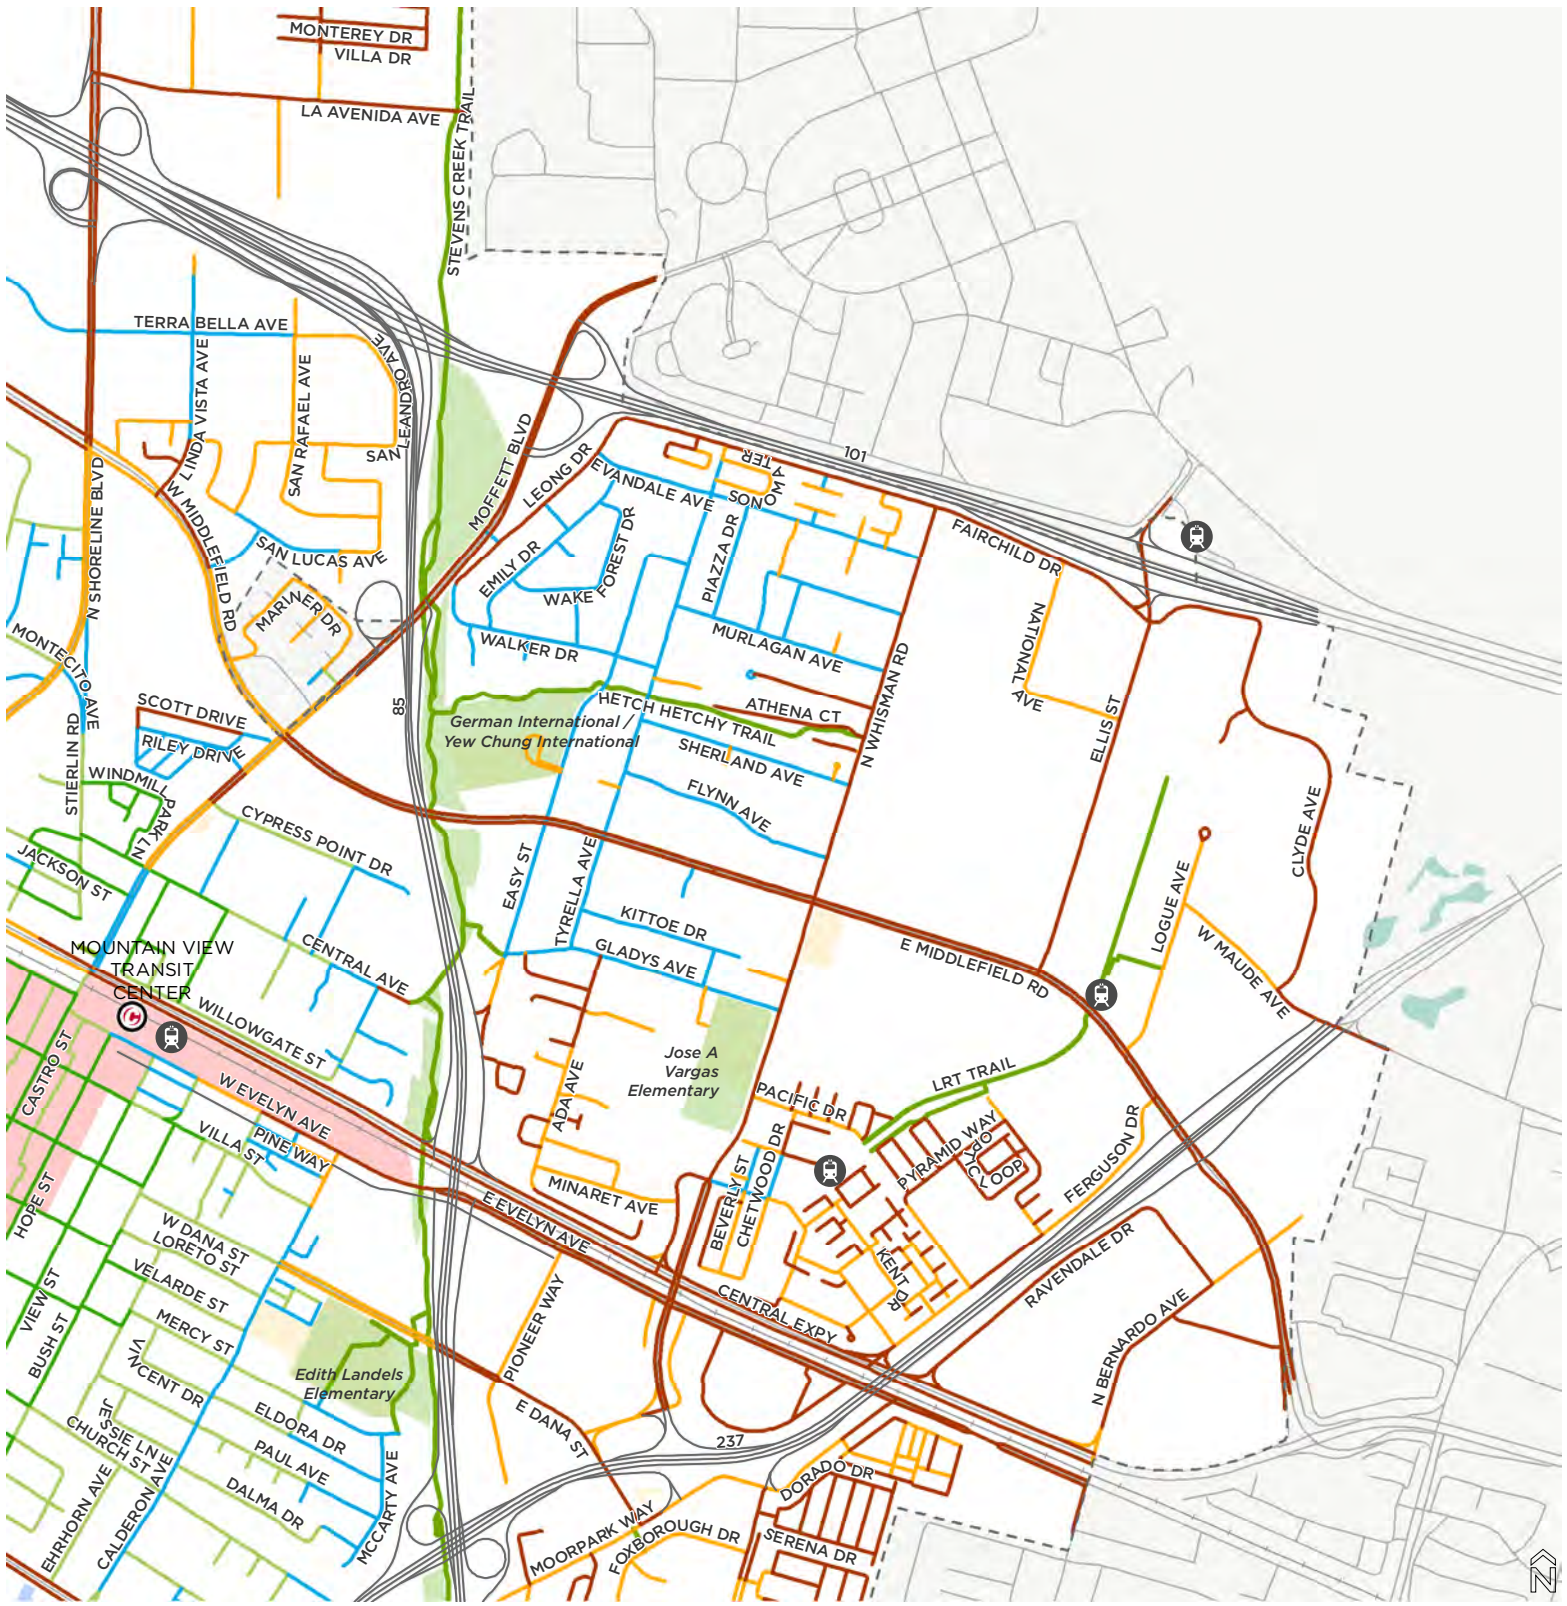 MONTEREY DR
VILLA DR
LA AVENIDA AVE
STEVENS CREEK TRAIL
TERRA BELLA AVE
LINDA VISTA AVE
SAN RAFAEL AVE
SAN LEANDRO AVE
MOFFETT BLVD
LEONG DR
EVANDALE AVE
SONOMA TER
101
N SHORELINE BLVD
W MIDDLEFIELD RD
SAN LUCAS AVE
EMILY DR
WAKE FOREST DR
PIAZZA DR
FAIRCHILD DR
MARINER DR
WALKER DR
MURLAGAN AVE
N WHISMAN RD
NATIONAL AVE
ELLIS ST
MONTECITO AVE
STIERLIN RD
SCOTT DRIVE
RILEY DRIVE
85
German International /
Yew Chung International
HETCH HETCHY TRAIL
ATHENA CT
SHERLAND AVE
FLYNN AVE
WINDMILL PARK LN
CYPRESS POINT DR
EASY ST
TYRELLA AVE
CLYDE AVE
LOGUE AVE
JACKSON ST
KITTOE DR
GLADYS AVE
E MIDDLEFIELD RD
W MAUDE AVE
MOUNTAIN VIEW
TRANSIT
CENTER
CENTRAL AVE
WILLOWGATE ST
CASTRO ST
W EVELYN AVE
ADA AVE
Jose A
Vargas
Elementary
LRT TRAIL
PACIFIC DR
PYRAMID WAY
TROPIC LOOP
FERGUSON DR
VILLA ST
PINE WAY
MINARET AVE
BEVERLY ST
CHETWOOD DR
HOPE ST
E EVELYN AVE
W DANA ST
LORETO ST
KENT DR
RAVENDALE DR
VELARDE ST
VIEW ST
BUSH ST
MERCY ST
PIONEER WAY
CENTRAL EXPY
N BERNARDO AVE
VINCENT DR
Edith Landels
Elementary
JESSIE LN
CHURCH ST
ELDORA DR
E DANA ST
237
PAUL AVE
DALMA DR
DORADO DR
EHRHORN AVE
CALDERON AVE
MCCARTY AVE
MOORPARK WAY
FOXBOROUGH DR
SERENA DR
N